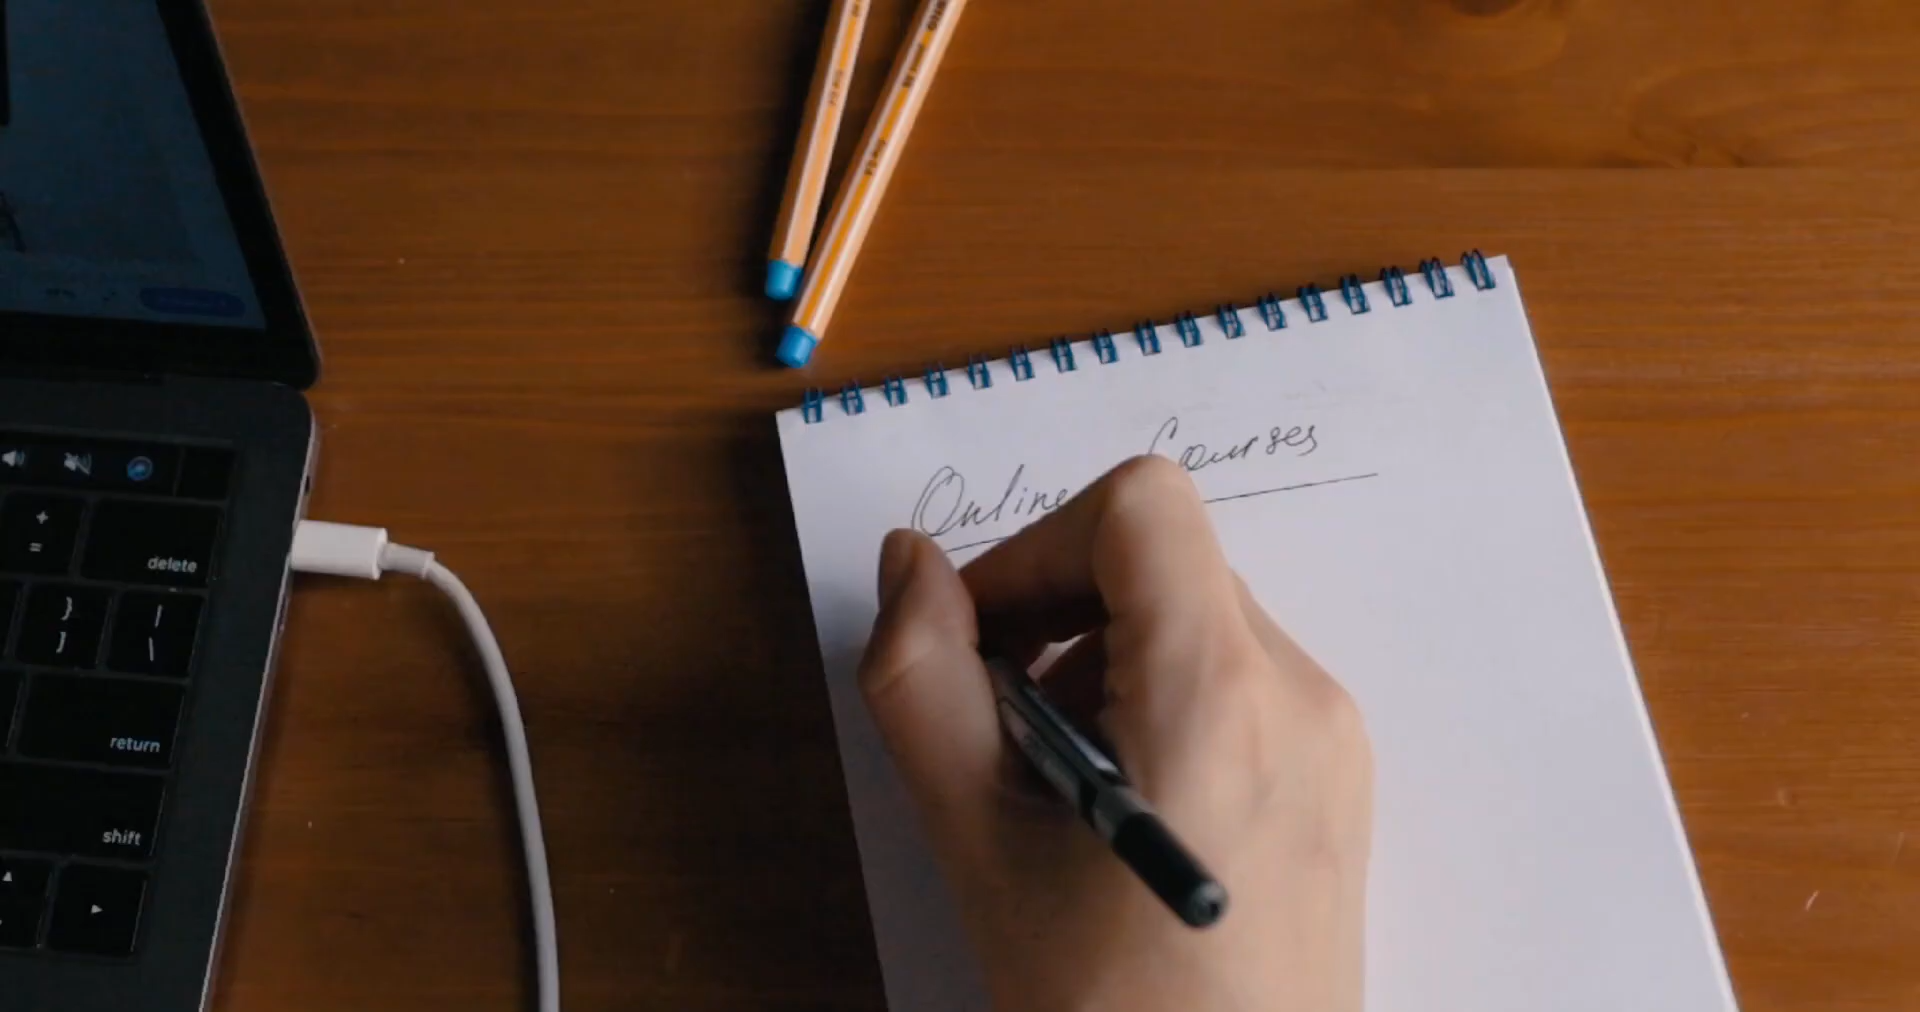 Online Courses
+
=
delete
}
]
|
\
return
shift